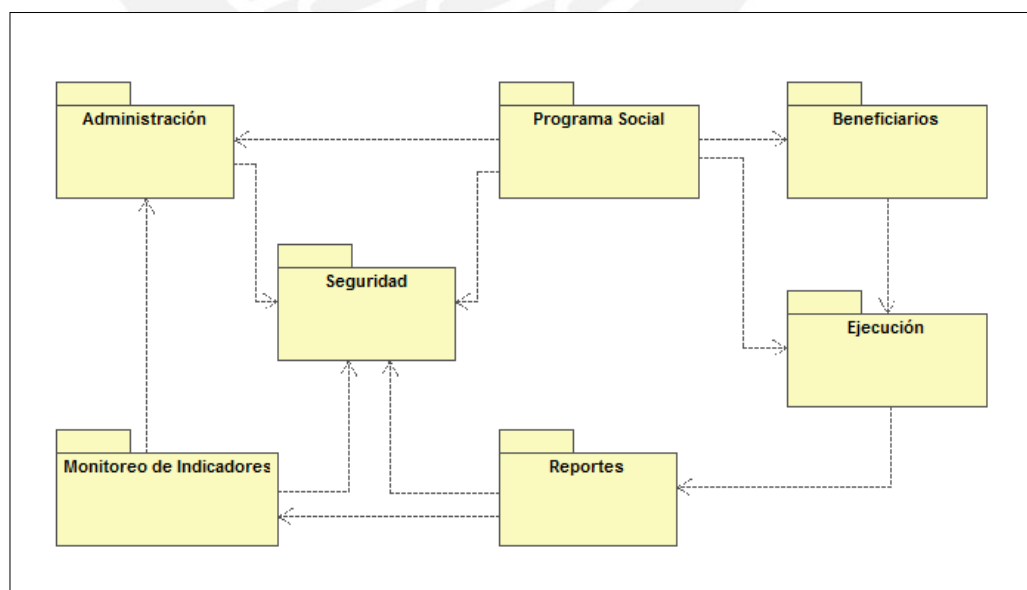 Administración
Programa Social
Beneficiarios
Seguridad
Ejecución
Monitoreo de Indicadores
Reportes